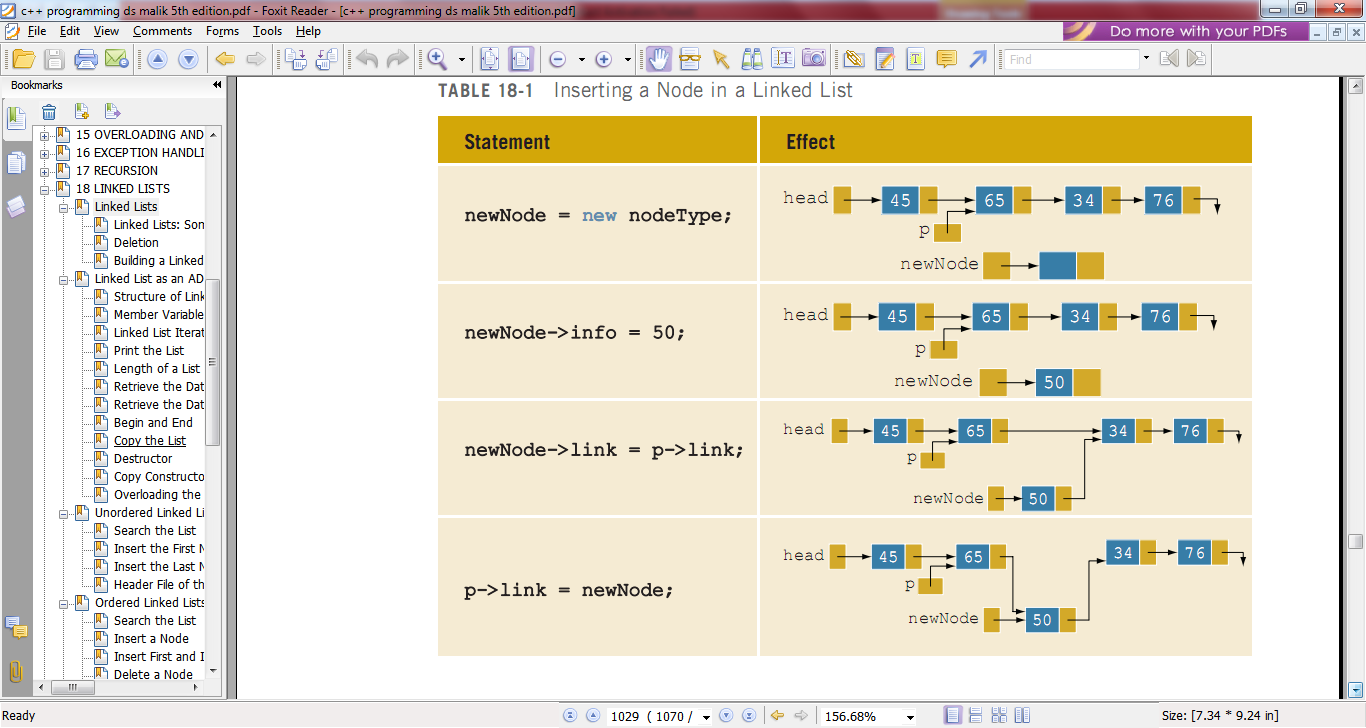 c++ programming ds malik 5th edition.pdf - Foxit Reader - [c++ programming ds malik 5th edition.pdf]
File Edit View Comments Forms Tools Help
Do more with your PDFs
Find
Bookmarks
15 OVERLOADING AND
16 EXCEPTION HANDLI
17 RECURSION
18 LINKED LISTS
Linked Lists
Linked Lists: Son
Deletion
Building a Linked
Linked List as an AD
Structure of Link
Member Variable
Linked List Iterat
Print the List
Length of a List
Retrieve the Dat
Retrieve the Dat
Begin and End
Copy the List
Destructor
Copy Constructo
Overloading the
Unordered Linked Li
Search the List
Insert the First N
Insert the Last N
Header File of th
Ordered Linked Lists
Search the List
Insert a Node
Insert First and I
Delete a Node
TABLE 18-1 Inserting a Node in a Linked List
Statement Effect
newNode = new nodeType;
head 45 65 34 76
p
newNode
newNode->info = 50;
head 45 65 34 76
p
newNode 50
newNode->link = p->link;
head 45 65 34 76
p
newNode 50
p->link = newNode;
head 45 65 34 76
p
newNode 50
Ready
1029 ( 1070 /
156.68%
Size: [7.34 * 9.24 in]